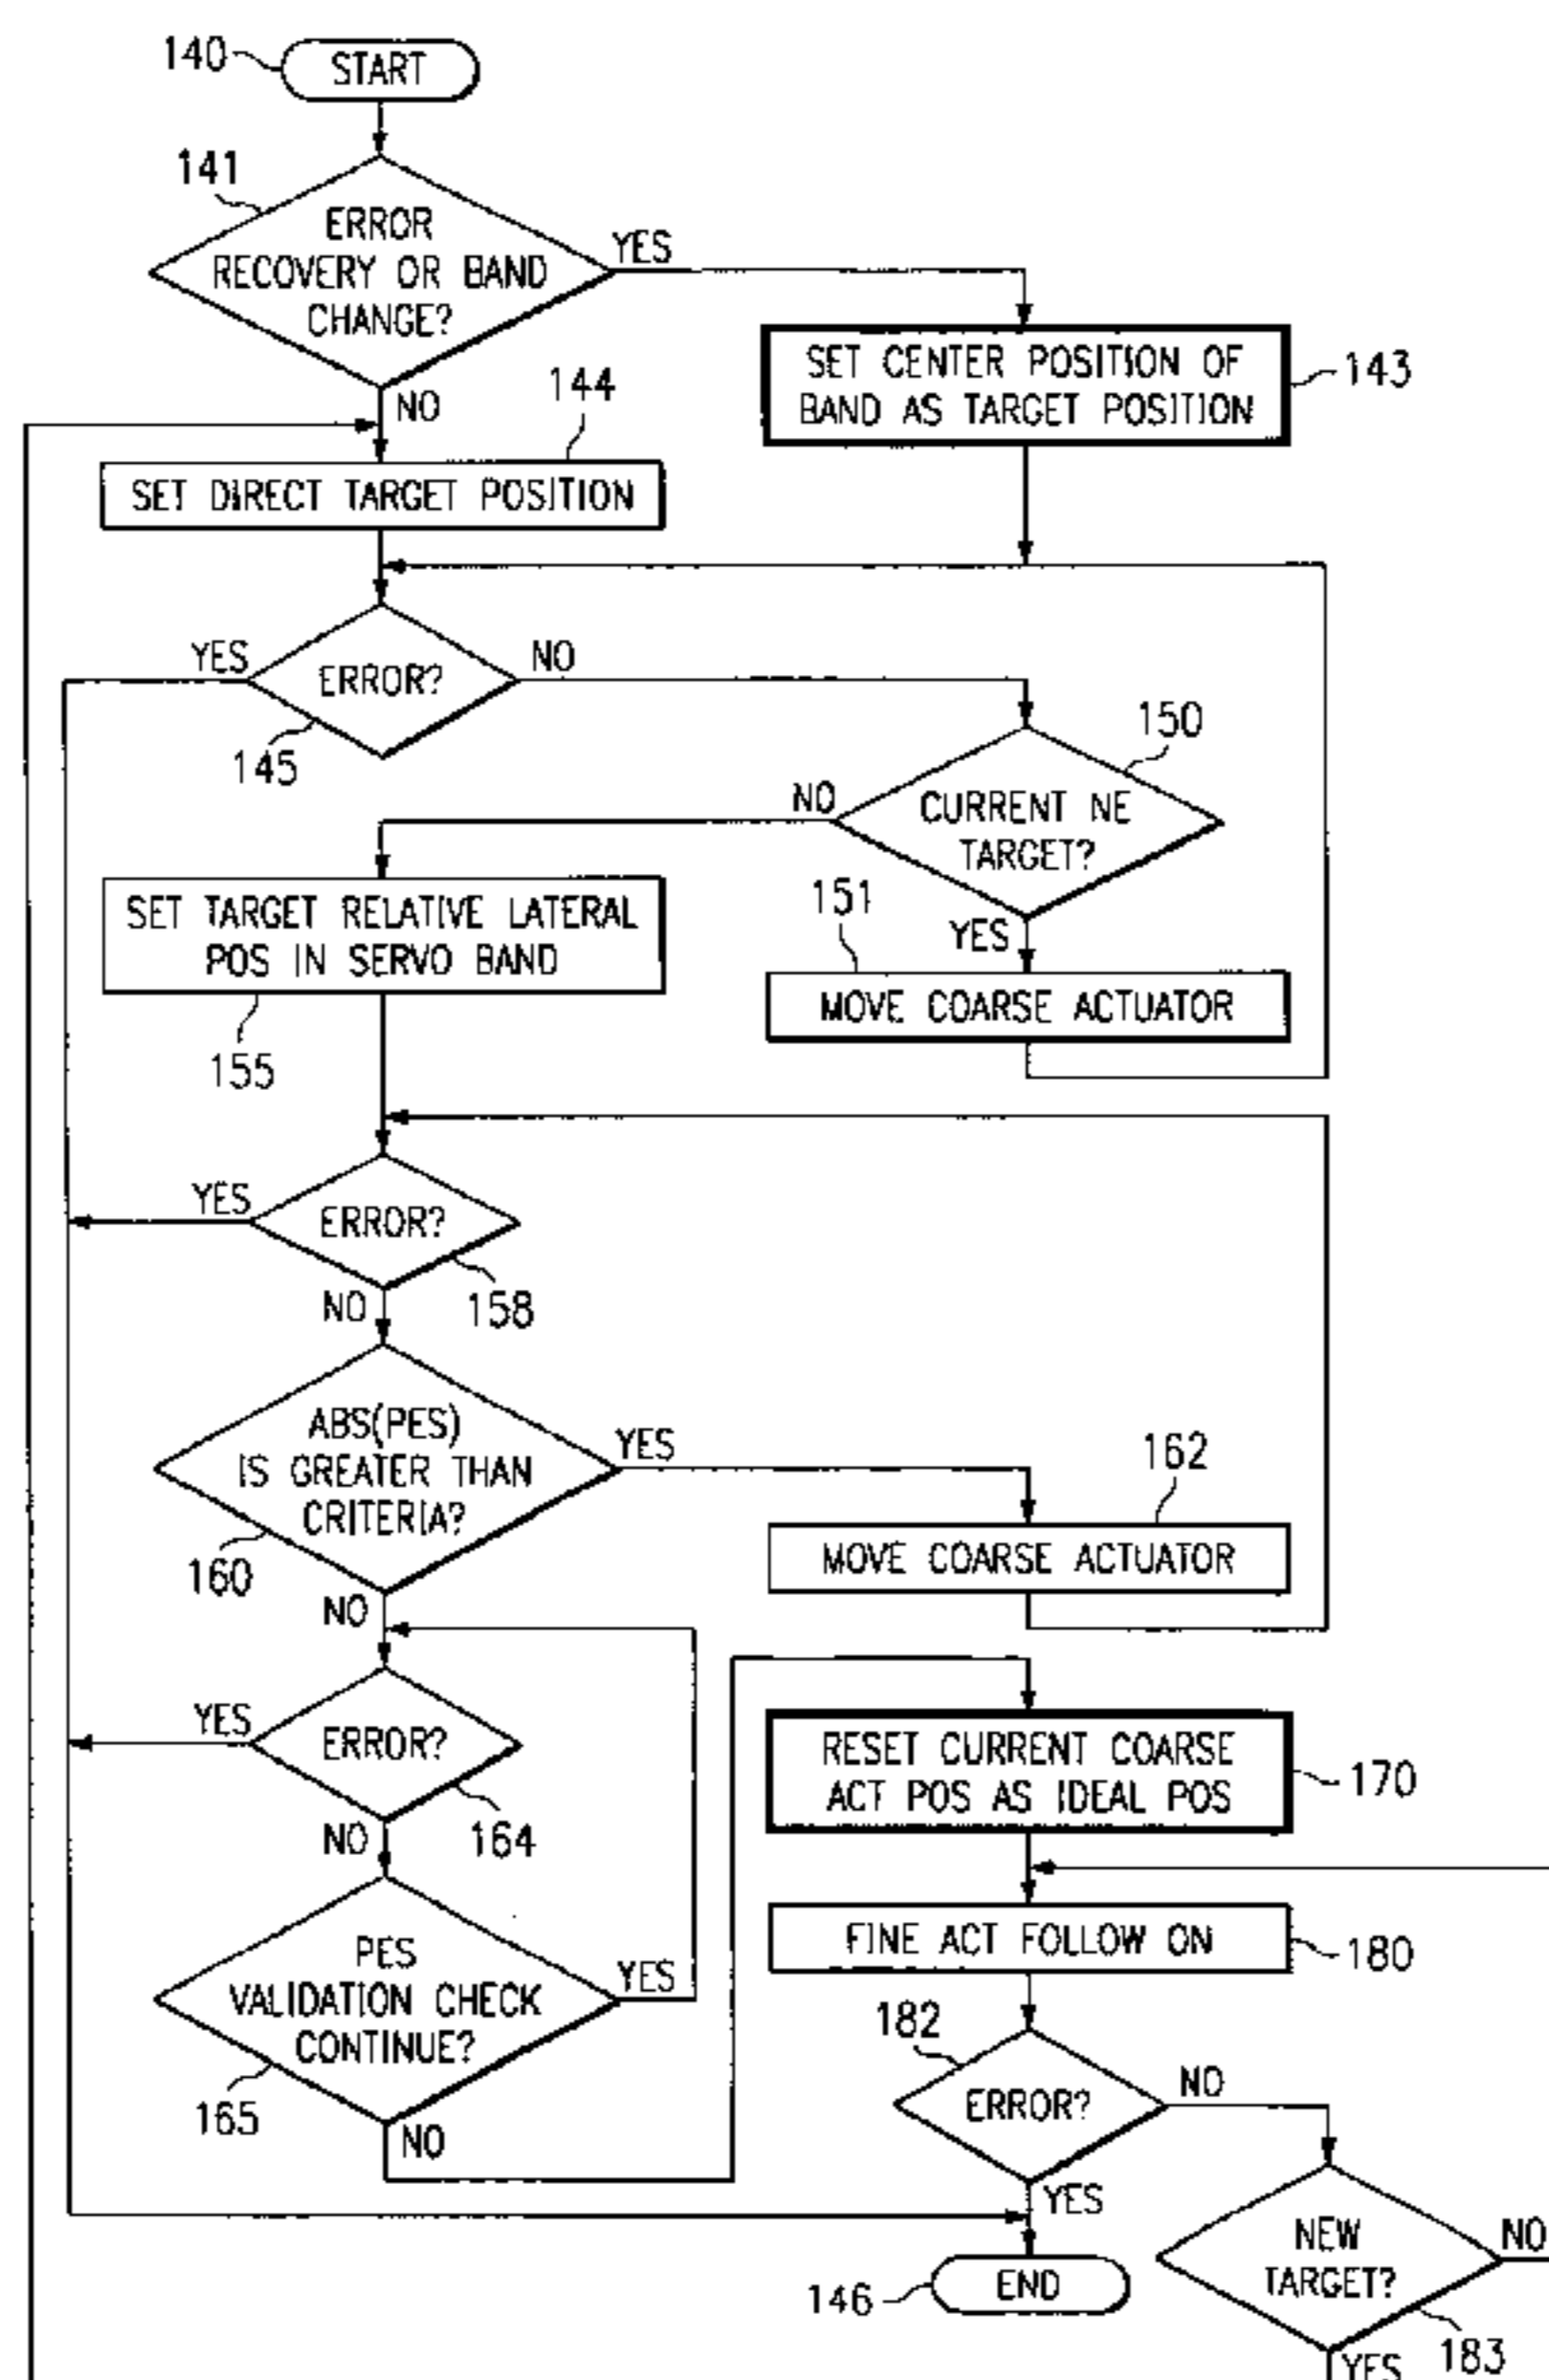 140
START
141
ERROR
RECOVERY OR BAND
CHANGE?
YES
NO
SET CENTER POSITION OF
BAND AS TARGET POSITION
143
144
SET DIRECT TARGET POSITION
YES
ERROR?
NO
145
150
NO
CURRENT NE
TARGET?
YES
151
MOVE COARSE ACTUATOR
SET TARGET RELATIVE LATERAL
POS IN SERVO BAND
155
YES
ERROR?
NO
158
ABS(PES)
IS GREATER THAN
CRITERIA?
YES
160
NO
162
MOVE COARSE ACTUATOR
YES
ERROR?
NO
164
PES
VALIDATION CHECK
CONTINUE?
YES
165
NO
RESET CURRENT COARSE
ACT POS AS IDEAL POS
170
FINE ACT FOLLOW ON
180
182
ERROR?
NO
YES
146
END
NEW
TARGET?
NO
183
YES